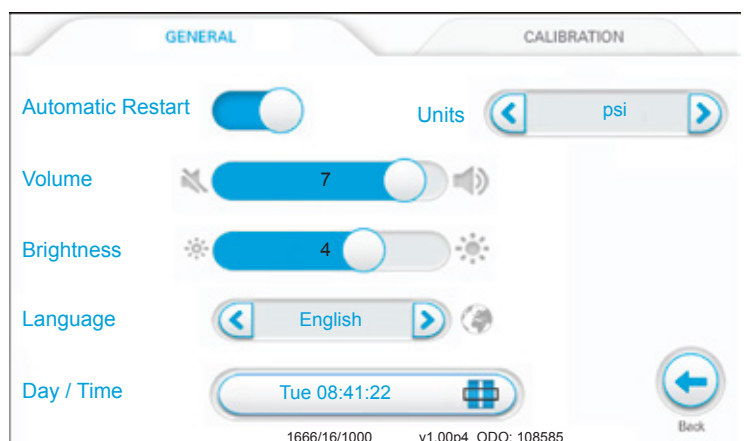 GENERAL CALIBRATION
Automatic Restart Units psi
Volume 7
Brightness 4
Language English
Day / Time Tue 08:41:22
Back
1666/16/1000 v1.00p4 ODO: 108585